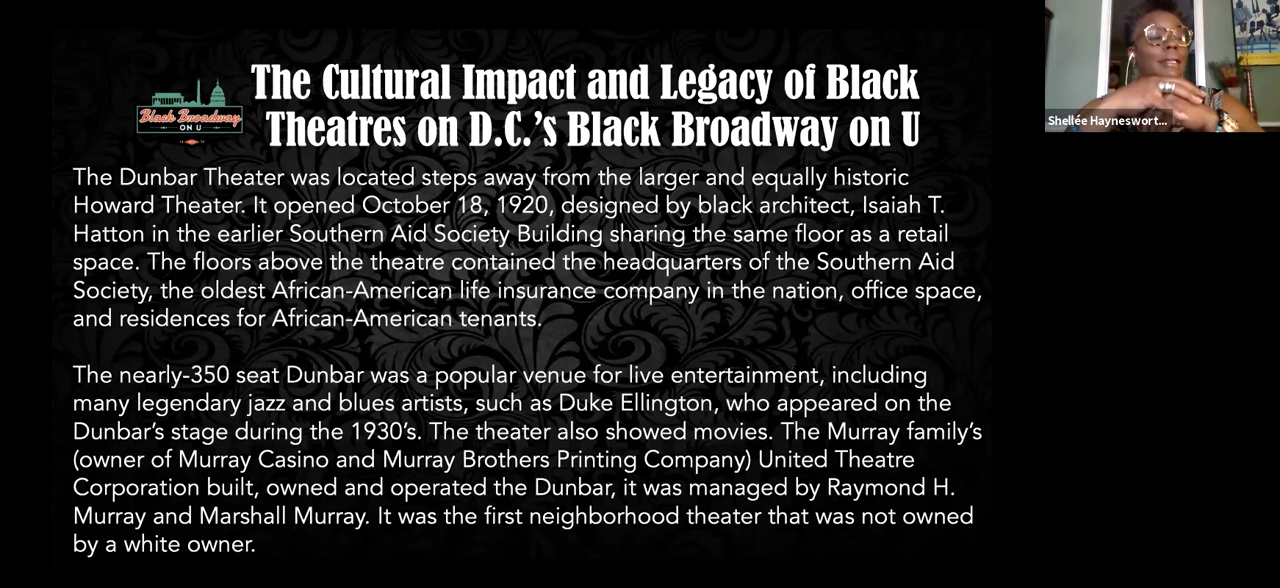 The Cultural Impact and Legacy of Black
Theatres on D.C.'s Black Broadway on U
Black Broadway
ON U
The Dunbar Theater was located steps away from the larger and equally historic
Howard Theater. It opened October 18, 1920, designed by black architect, Isaiah T.
Hatton in the earlier Southern Aid Society Building sharing the same floor as a retail
space. The floors above the theatre contained the headquarters of the Southern Aid
Society, the oldest African-American life insurance company in the nation, office space,
and residences for African-American tenants.
The nearly-350 seat Dunbar was a popular venue for live entertainment, including
many legendary jazz and blues artists, such as Duke Ellington, who appeared on the
Dunbar's stage during the 1930's. The theater also showed movies. The Murray family's
(owner of Murray Casino and Murray Brothers Printing Company) United Theatre
Corporation built, owned and operated the Dunbar, it was managed by Raymond H.
Murray and Marshall Murray. It was the first neighborhood theater that was not owned
by a white owner.
Shellée Hayneswort...